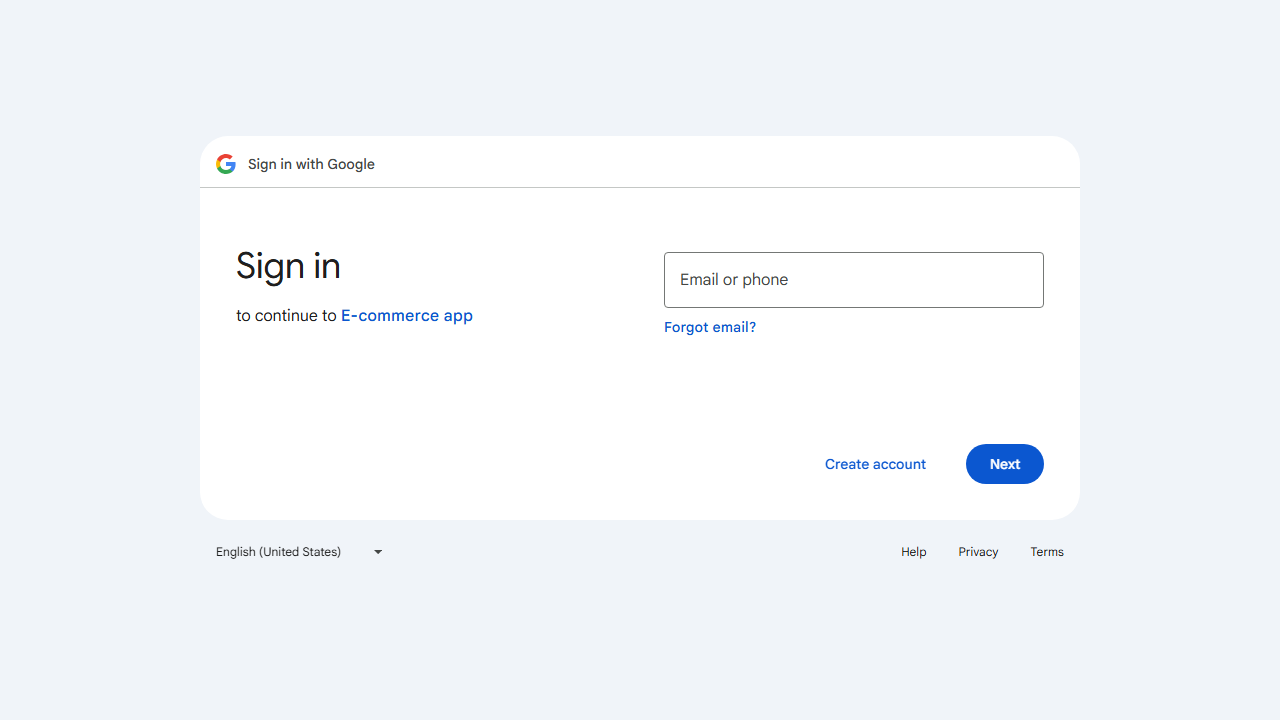 Sign in with Google
Sign in
to continue to E-commerce app
Email or phone
Forgot email?
Create account
Next
English (United States)
Help
Privacy
Terms